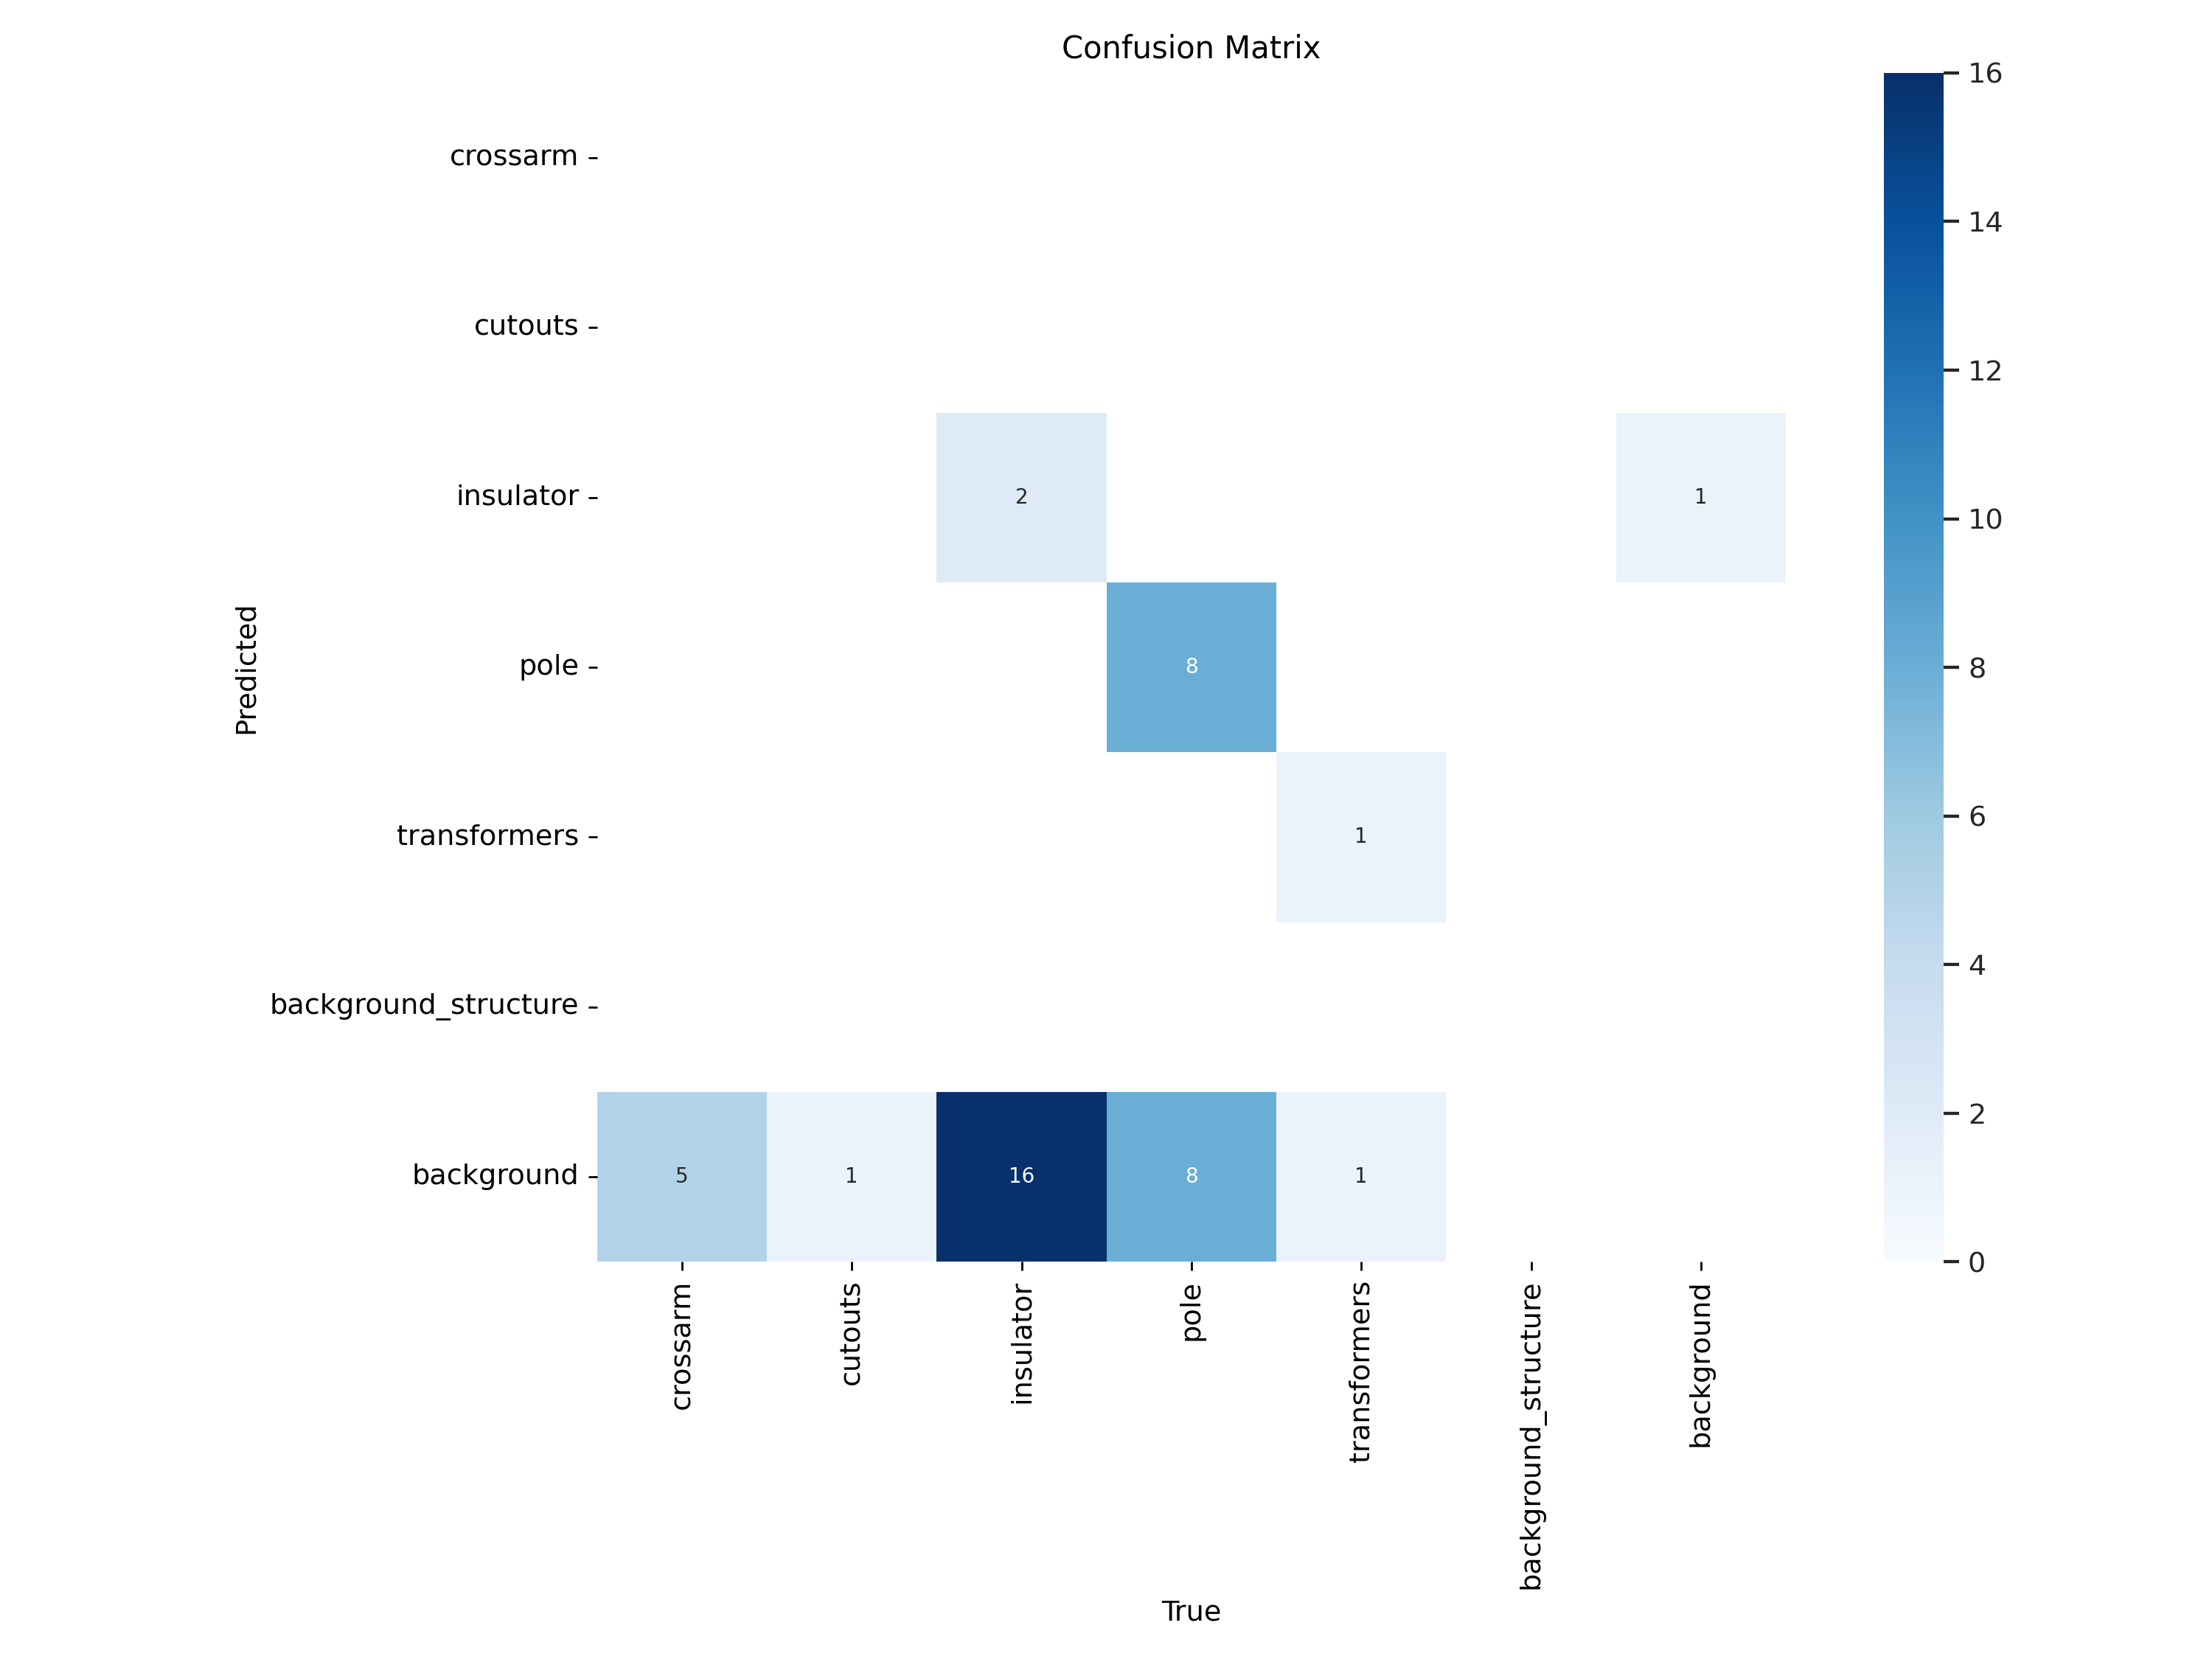 Confusion Matrix
crossarm
cutouts
insulator
pole
transformers
background_structure
background
Predicted
2
1
8
1
5
1
16
8
1
crossarm
cutouts
insulator
pole
transformers
background_structure
background
True
16
14
12
10
8
6
4
2
0